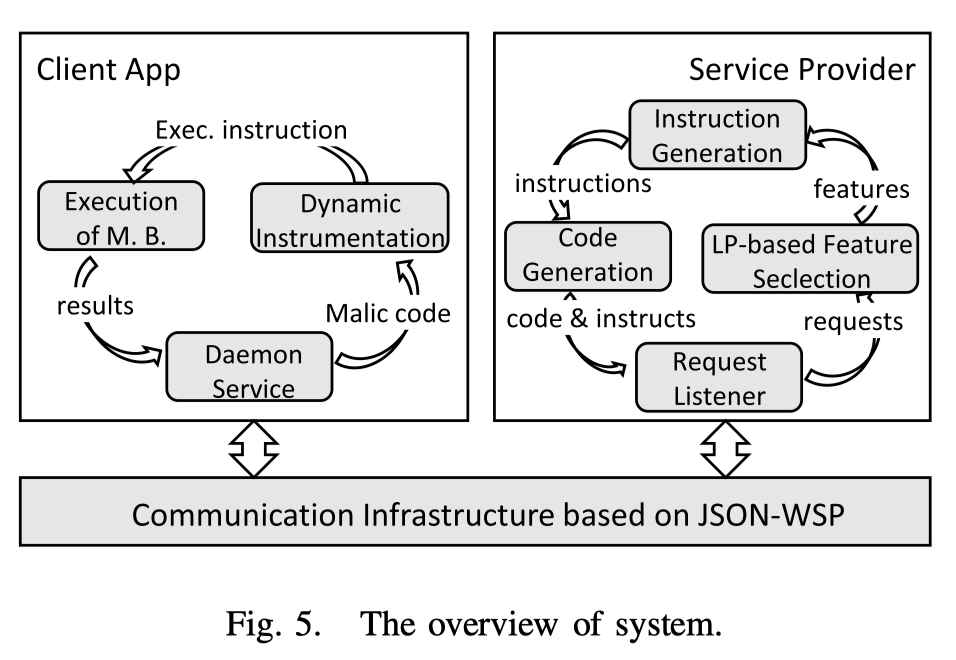 Client App
Exec. instruction
Execution
of M. B.
Dynamic
Instrumentation
results
Malic code
Daemon
Service
Service Provider
Instruction
Generation
instructions
features
Code
Generation
LP-based Feature
Seclection
code & instructs
requests
Request
Listener
Communication Infrastructure based on JSON-WSP
Fig. 5. The overview of system.